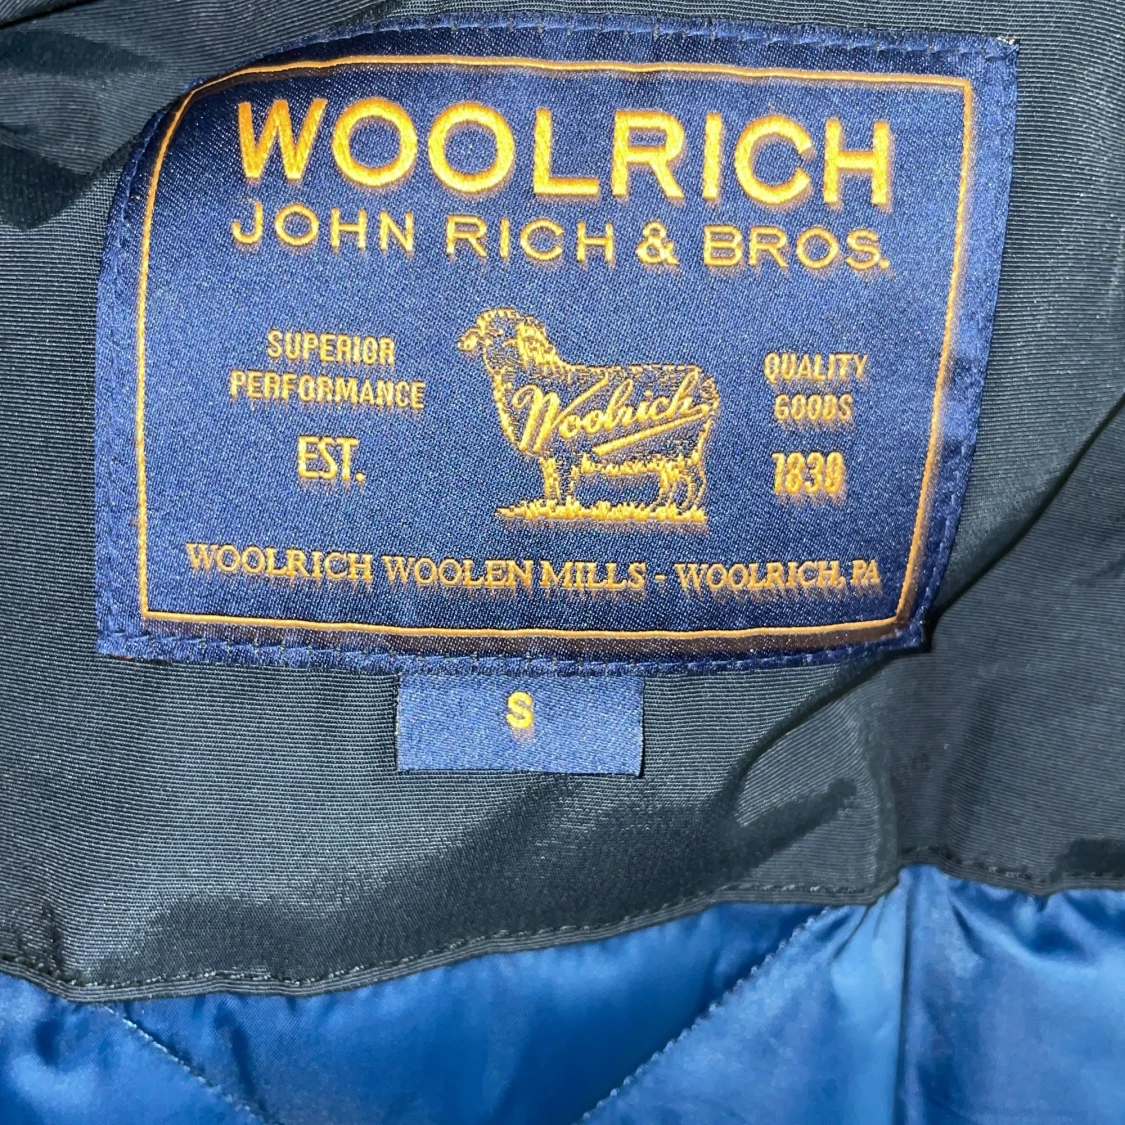 WOOLRICH
JOHN RICH & BROS.
SUPERIOR
PERFORMANCE
EST.
Woolrich
QUALITY
GOODS
1830
WOOLRICH WOOLEN MILLS - WOOLRICH, PA
S